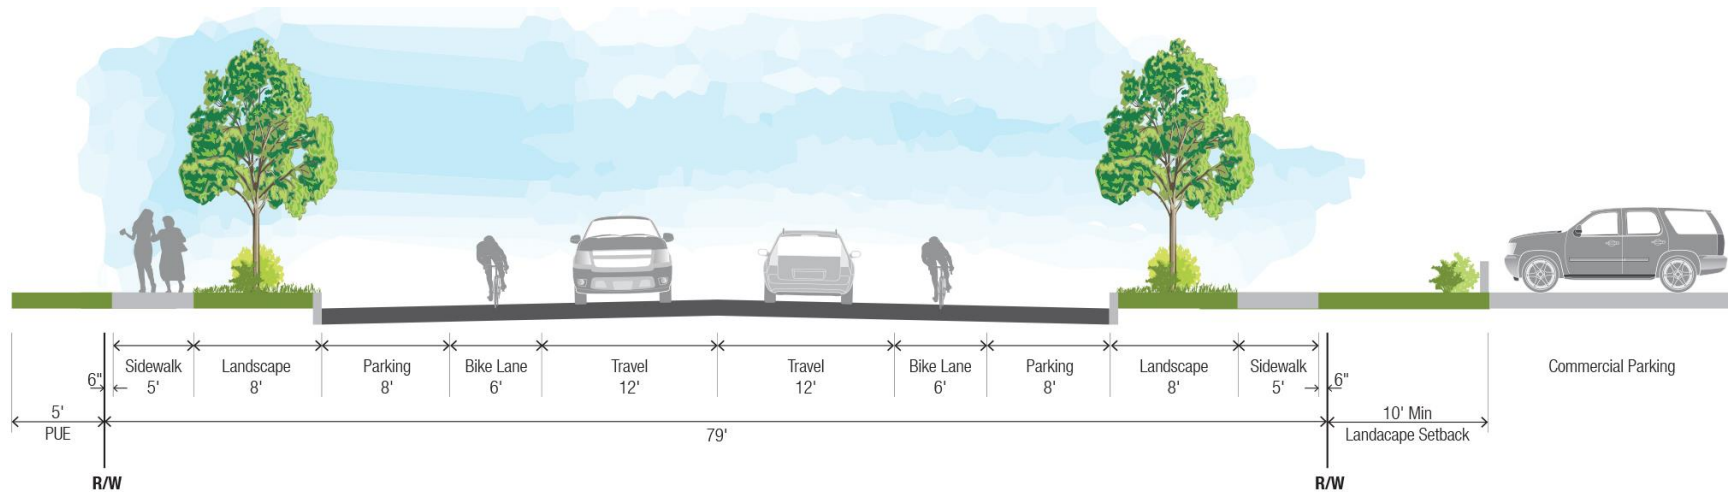 Sidewalk
5'
Landscape
8'
Parking
8'
Bike Lane
6'
Travel
12'
Travel
12'
Bike Lane
6'
Parking
8'
Landscape
8'
Sidewalk
5'
Commercial Parking
6"
6"
5'
PUE
79'
10' Min
Landacape Setback
R/W
R/W